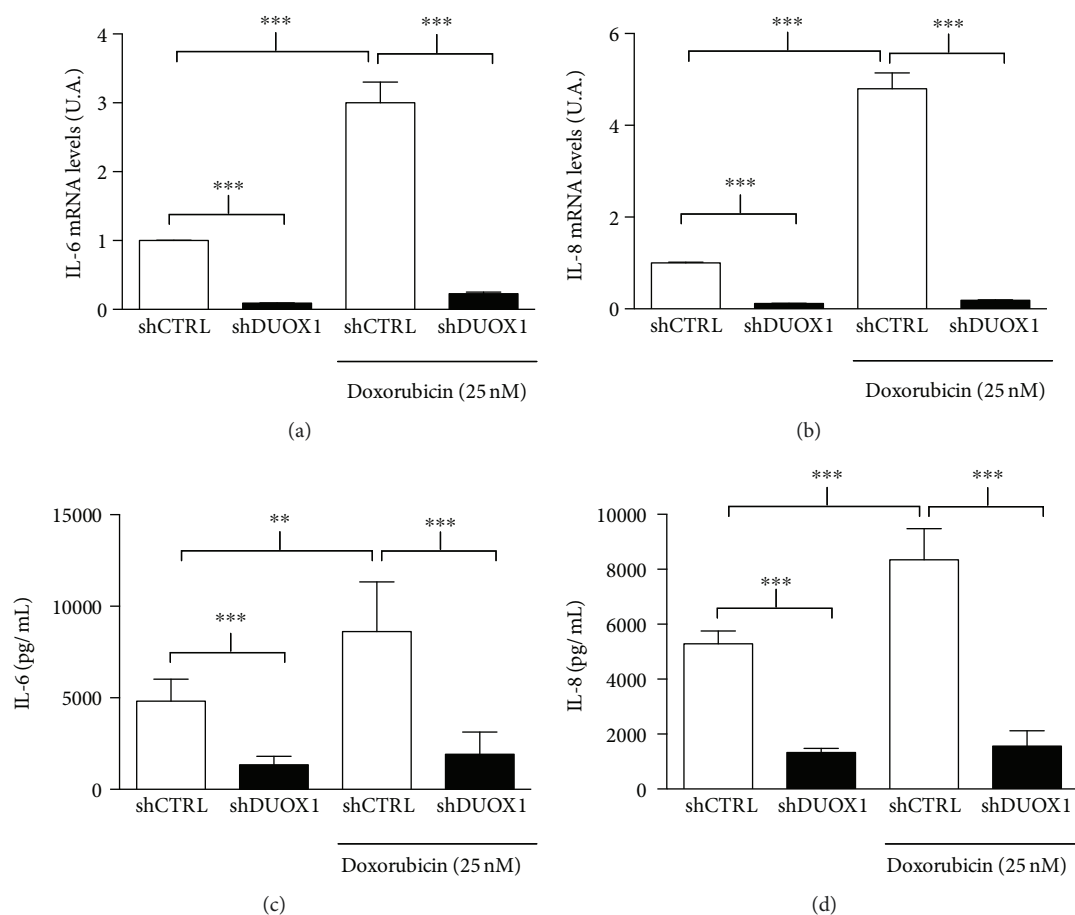 IL-6 mRNA levels (U.A.)
4
3
2
1
0
***
***
***
shCTRL shDUOX1 shCTRL shDUOX1
Doxorubicin (25 nM)
(a)
IL-8 mRNA levels (U.A.)
6
4
2
0
***
***
***
shCTRL shDUOX1 shCTRL shDUOX1
Doxorubicin (25 nM)
(b)
IL-6 (pg/mL)
15000
10000
5000
0
**
***
***
shCTRL shDUOX1 shCTRL shDUOX1
Doxorubicin (25 nM)
(c)
IL-8 (pg/mL)
10000
8000
6000
4000
2000
0
***
***
***
shCTRL shDUOX1 shCTRL shDUOX1
Doxorubicin (25 nM)
(d)